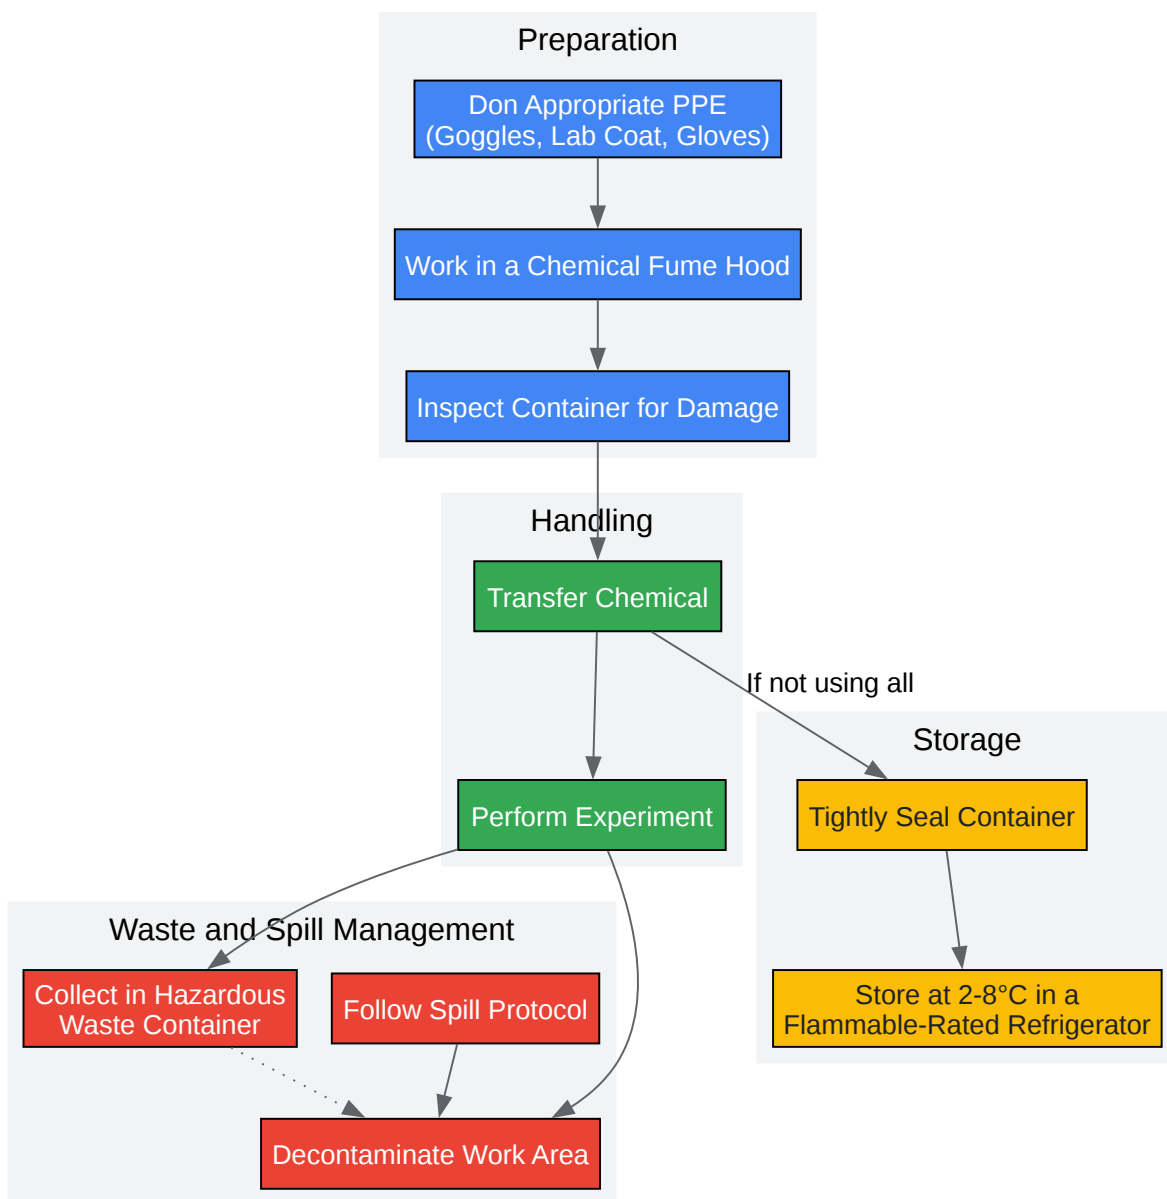 Preparation
Don Appropriate PPE
(Goggles, Lab Coat, Gloves)
Work in a Chemical Fume Hood
Inspect Container for Damage
Handling
Transfer Chemical
If not using all
Perform Experiment
Storage
Tightly Seal Container
Store at 2-8°C in a
Flammable-Rated Refrigerator
Waste and Spill Management
Collect in Hazardous
Waste Container
Follow Spill Protocol
Decontaminate Work Area